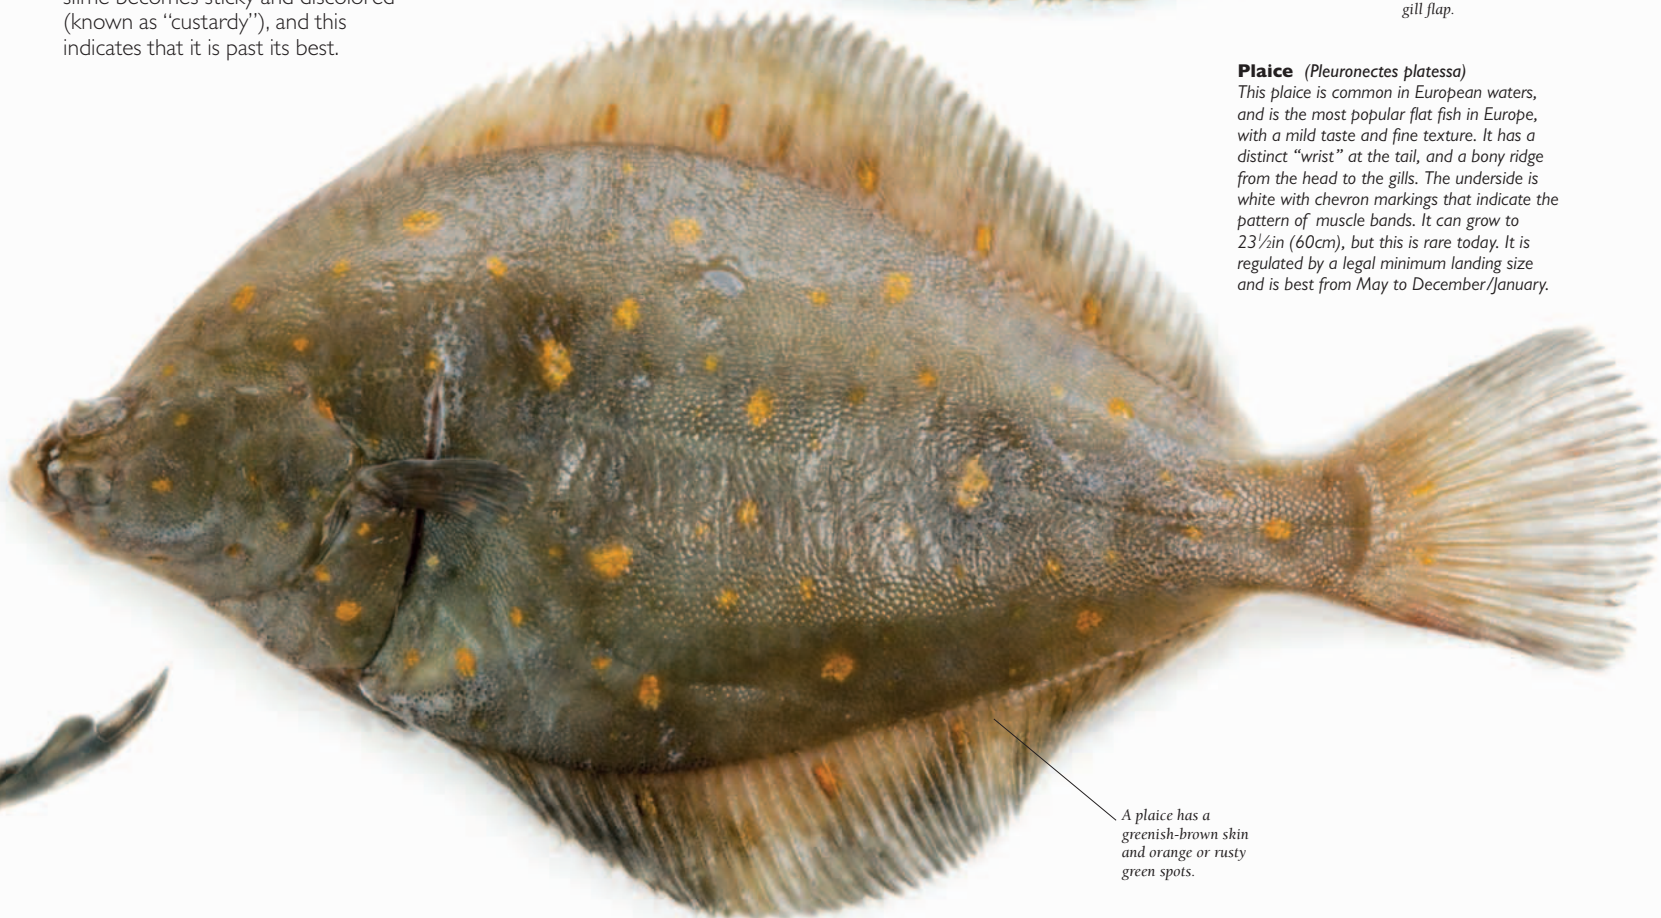 slime becomes sticky and discolored
(known as “custardy”), and this
indicates that it is past its best.
gill flap.
Plaice (Pleuronectes platessa)
This plaice is common in European waters,
and is the most popular flat fish in Europe,
with a mild taste and fine texture. It has a
distinct “wrist” at the tail, and a bony ridge
from the head to the gills. The underside is
white with chevron markings that indicate the
pattern of muscle bands. It can grow to
23½in (60cm), but this is rare today. It is
regulated by a legal minimum landing size
and is best from May to December/January.
A plaice has a
greenish-brown skin
and orange or rusty
green spots.